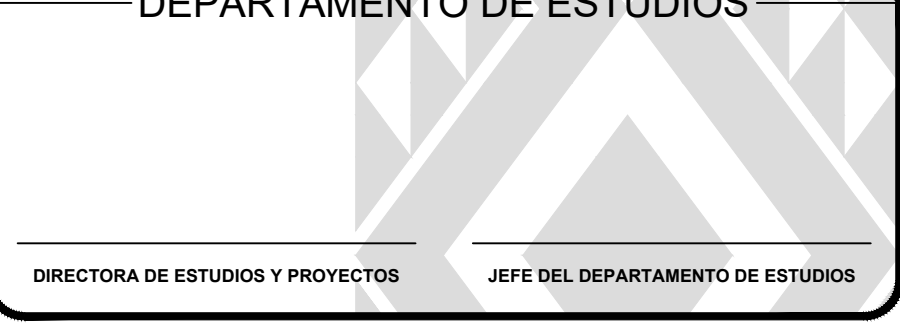 DEPARTAMENTO DE ESTUDIOS
DIRECTORA DE ESTUDIOS Y PROYECTOS
JEFE DEL DEPARTAMENTO DE ESTUDIOS